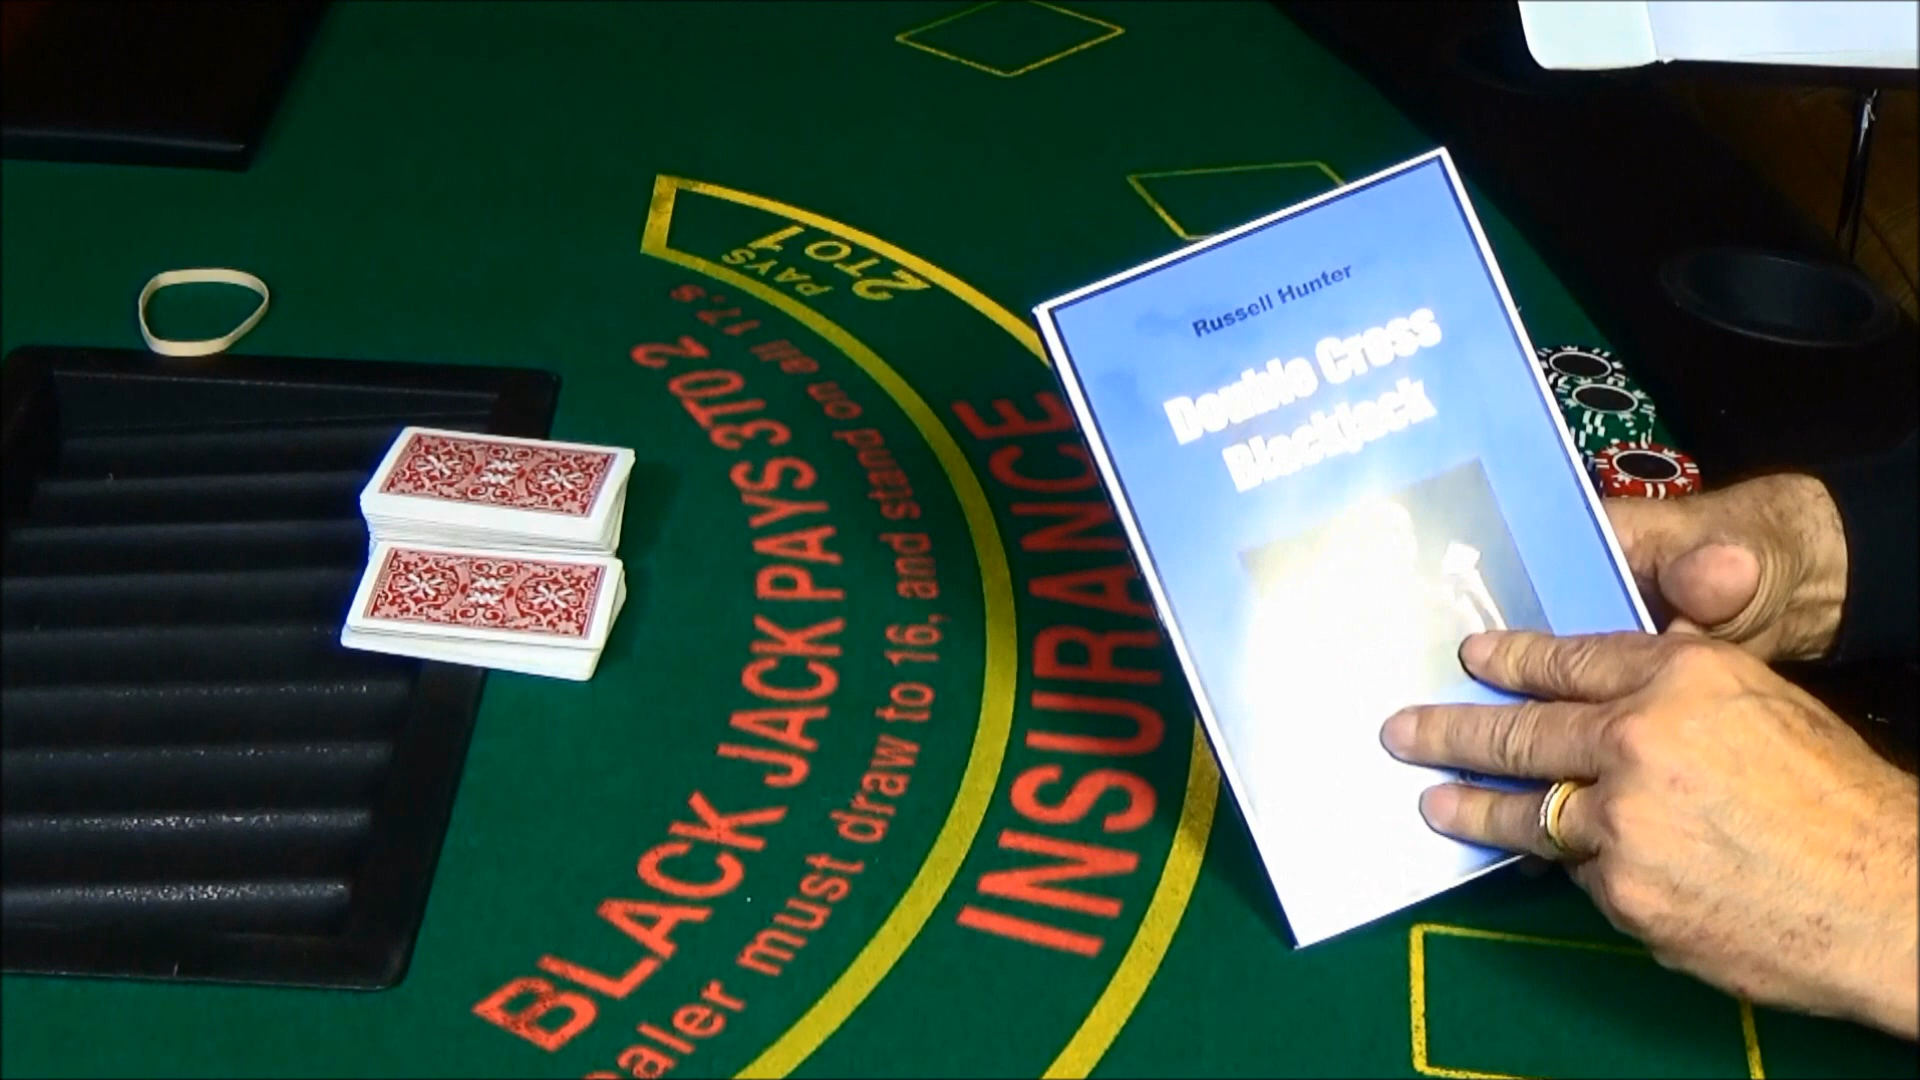 PAYS
2 TO 1
BLACK JACK PAYS 3 TO 2
Dealer must draw to 16, and stand on all 17,s
INSURANCE
Russell Hunter
Double Cross
Blackjack